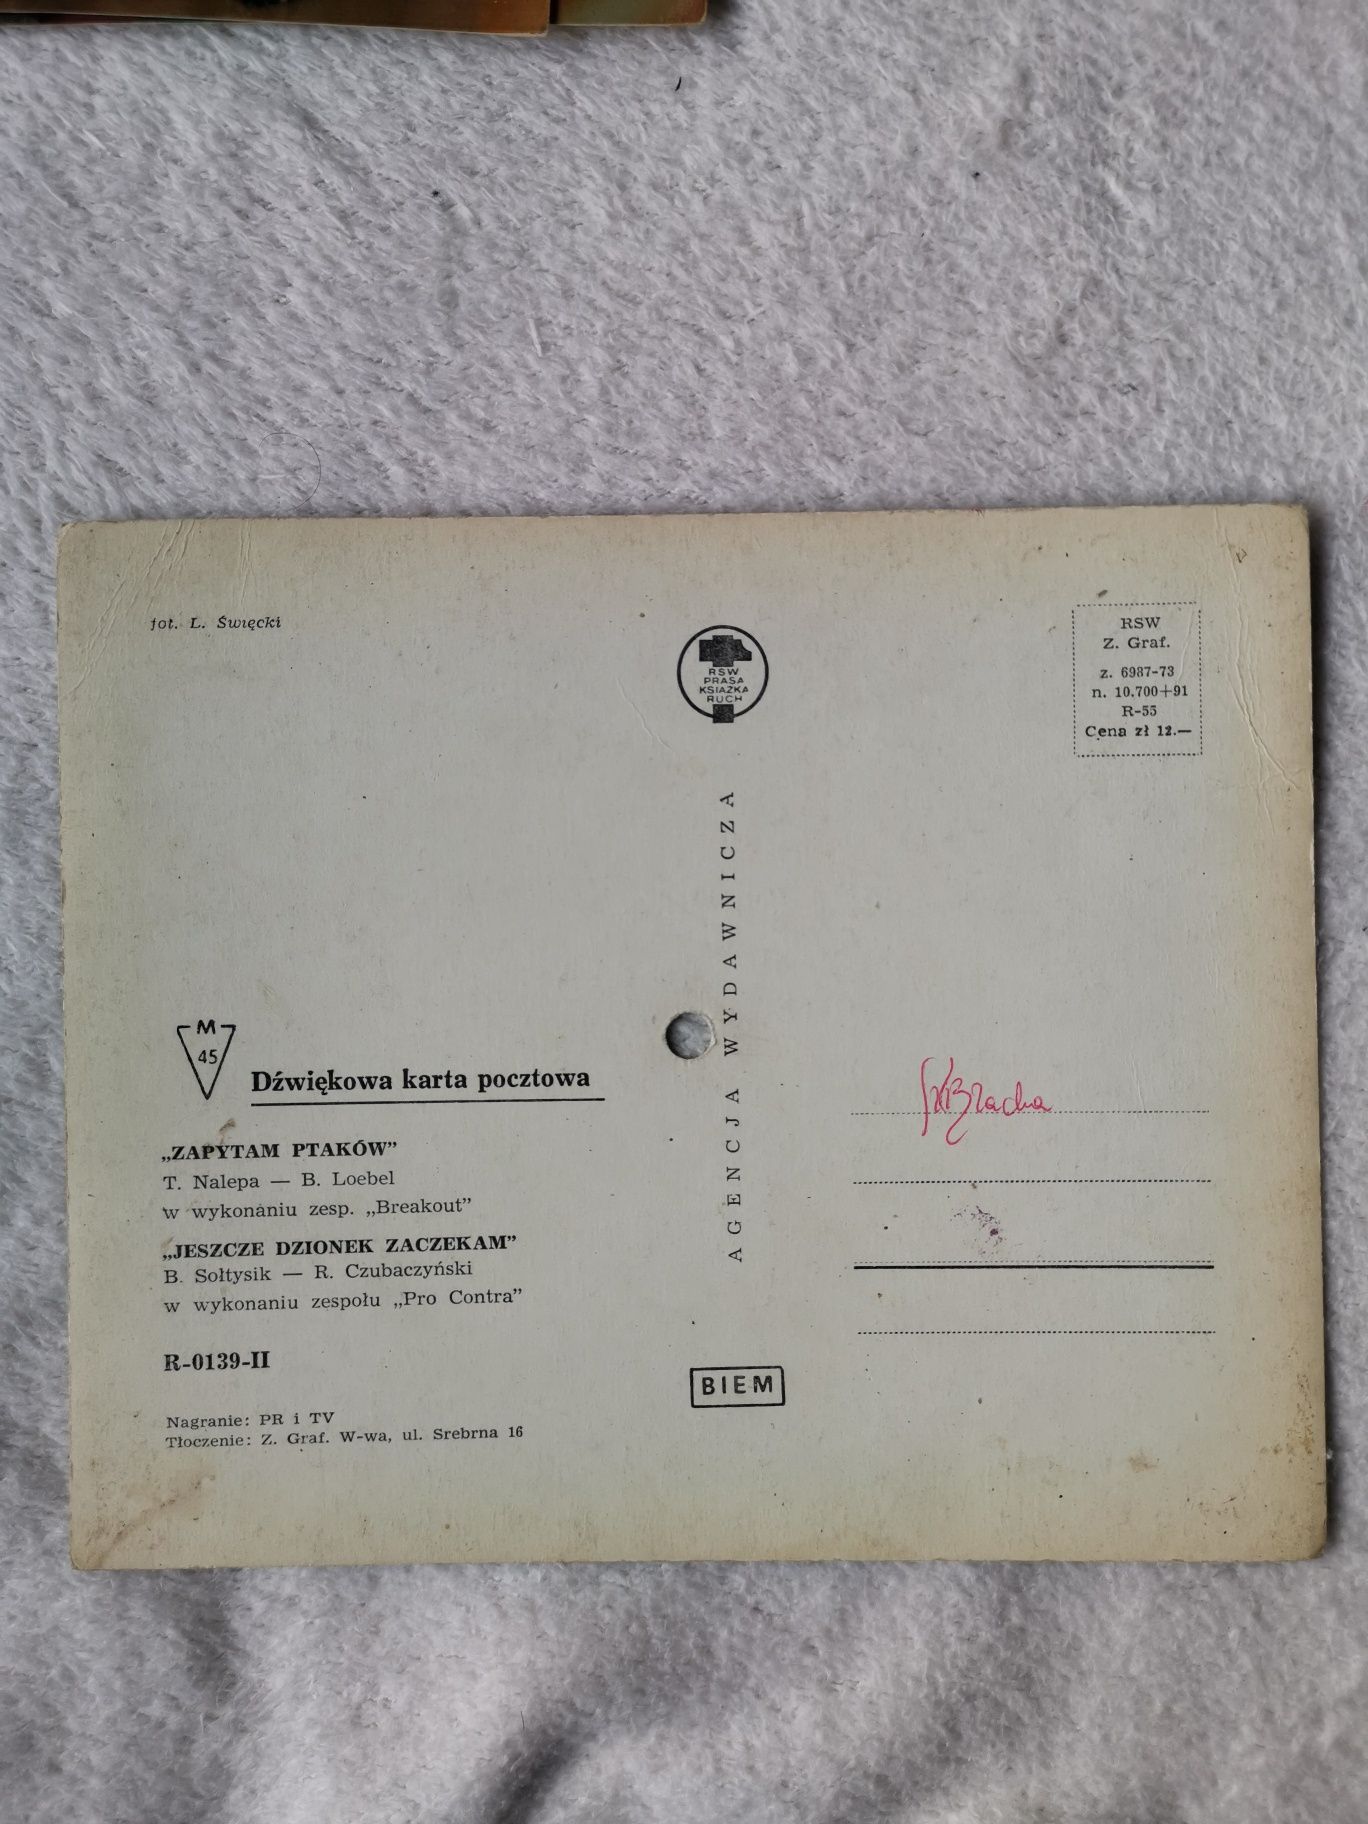 fot. L. Święcki
RSW
PRASA
KSIĄŻKA
RUCH
RSW
Z. Graf.
z. 6987-73
n. 10.700+91
R-55
Cena zł 12.—
AGENCJA WYDAWNICZA
M
45
Dźwiękowa karta pocztowa
„ZAPYTAM PTAKÓW”
T. Nalepa — B. Loebel
w wykonaniu zesp. „Breakout”
„JESZCZE DZIONEK ZACZEKAM”
B. Sołtysik — R. Czubaczyński
w wykonaniu zespołu „Pro Contra”
R-0139-II
Nagranie: PR i TV
Tłoczenie: Z. Graf. W-wa, ul. Srebrna 16
BIEM